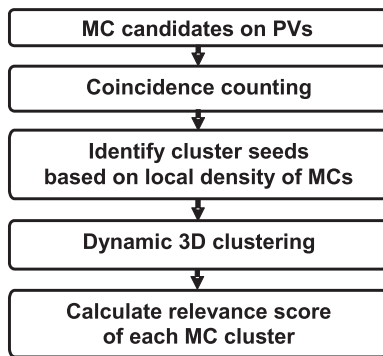 MC candidates on PVs
Coincidence counting
Identify cluster seeds
based on local density of MCs
Dynamic 3D clustering
Calculate relevance score
of each MC cluster